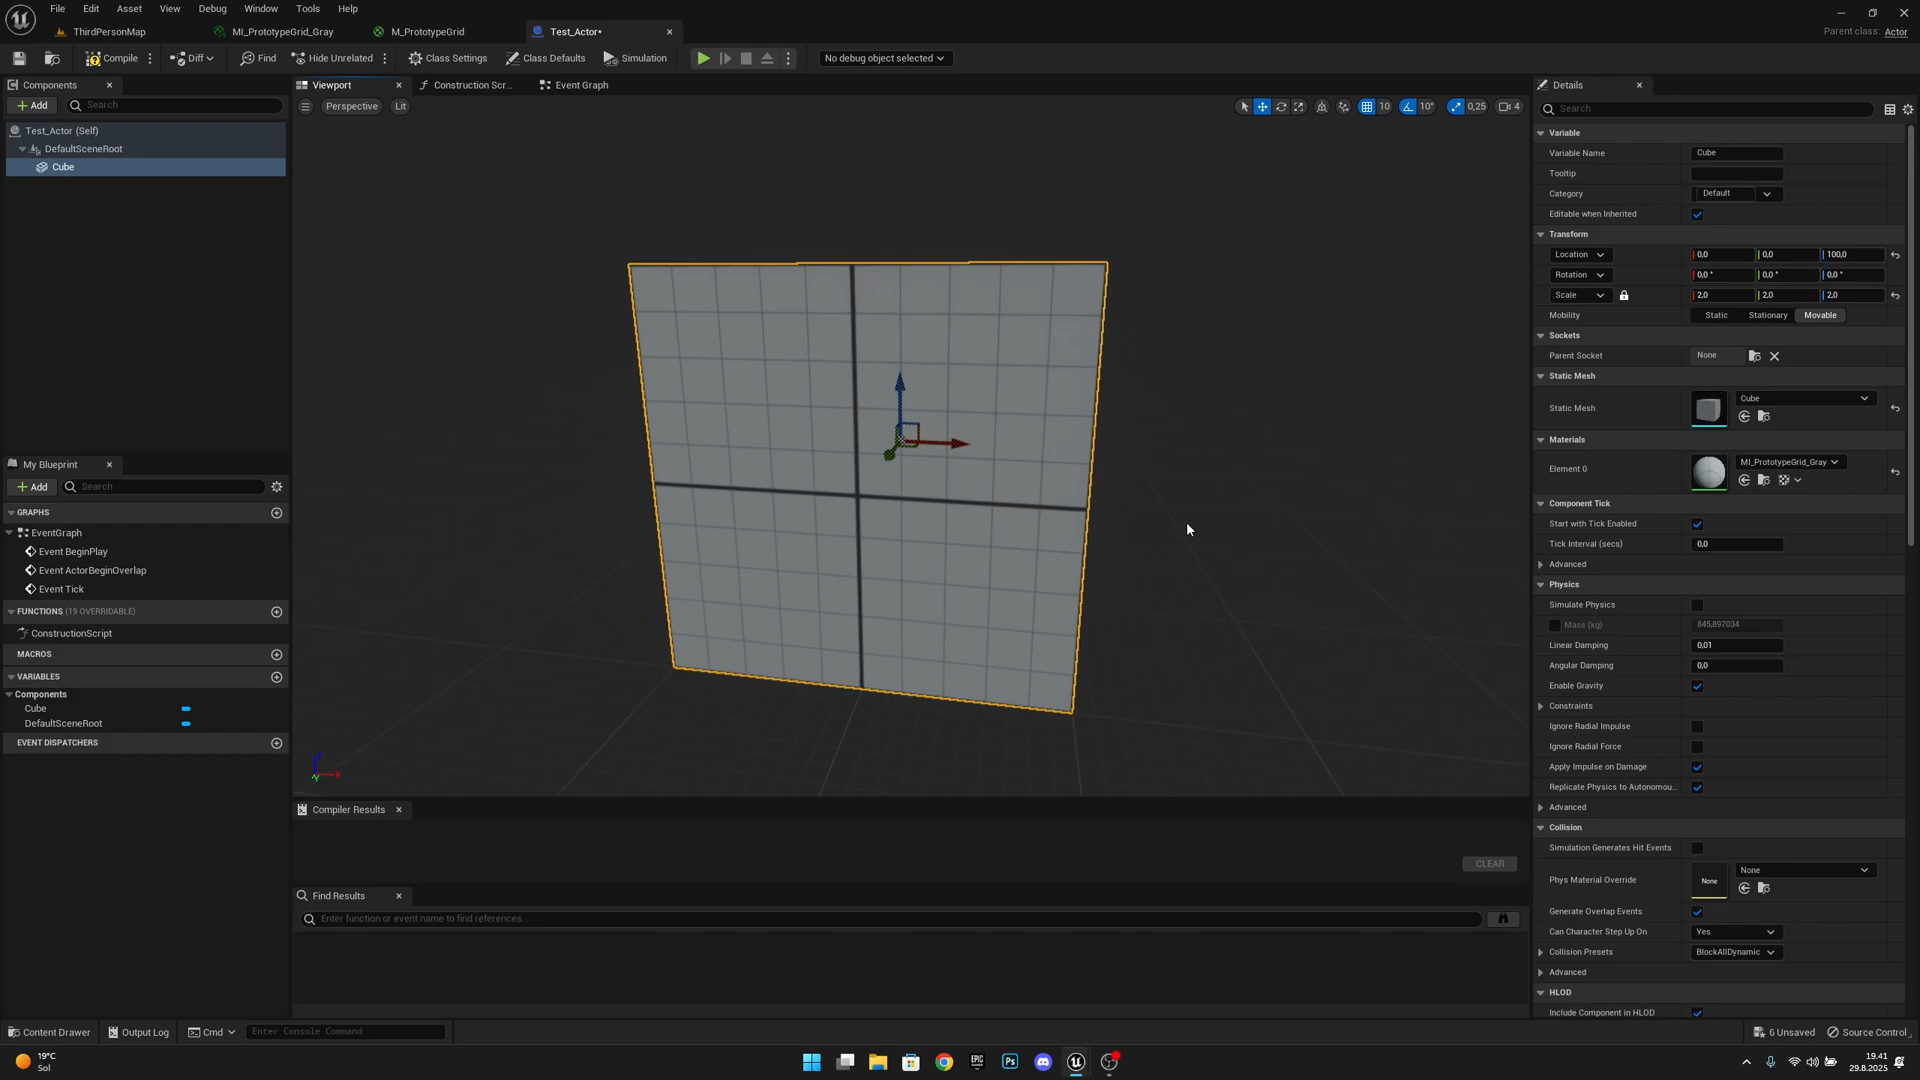 File Edit Asset View Debug Window Tools Help
ThirdPersonMap MI_PrototypeGrid_Gray M_PrototypeGrid Test_Actor•
Parent class: Actor
Compile Diff Find Hide Unrelated Class Settings Class Defaults Simulation No debug object selected
Components
Add Search
Test_Actor (Self)
DefaultSceneRoot
Cube
My Blueprint
Add Search
GRAPHS
EventGraph
Event BeginPlay
Event ActorBeginOverlap
Event Tick
FUNCTIONS (19 OVERRIDABLE)
ConstructionScript
MACROS
VARIABLES
Components
Cube
DefaultSceneRoot
EVENT DISPATCHERS
Viewport Construction Scr... Event Graph
Perspective Lit 10 10° 0,25 4
Compiler Results
CLEAR
Find Results
Enter function or event name to find references...
Details
Search
Variable
Variable Name Cube
Tooltip
Category Default
Editable when Inherited
Transform
Location 0,0 0,0 100,0
Rotation 0,0 ° 0,0 ° 0,0 °
Scale 2,0 2,0 2,0
Mobility Static Stationary Movable
Sockets
Parent Socket None
Static Mesh
Static Mesh Cube
Materials
Element 0 MI_PrototypeGrid_Gray
Component Tick
Start with Tick Enabled
Tick Interval (secs) 0,0
Advanced
Physics
Simulate Physics
Mass (kg) 845,897034
Linear Damping 0,01
Angular Damping 0,0
Enable Gravity
Constraints
Ignore Radial Impulse
Ignore Radial Force
Apply Impulse on Damage
Replicate Physics to Autonomou...
Advanced
Collision
Simulation Generates Hit Events
Phys Material Override None None
Generate Overlap Events
Can Character Step Up On Yes
Collision Presets BlockAllDynamic
Advanced
HLOD
Include Component in HLOD
Content Drawer Output Log Cmd Enter Console Command 6 Unsaved Source Control
19°C
Sol
EPIC
Ps
19.41
29.8.2025